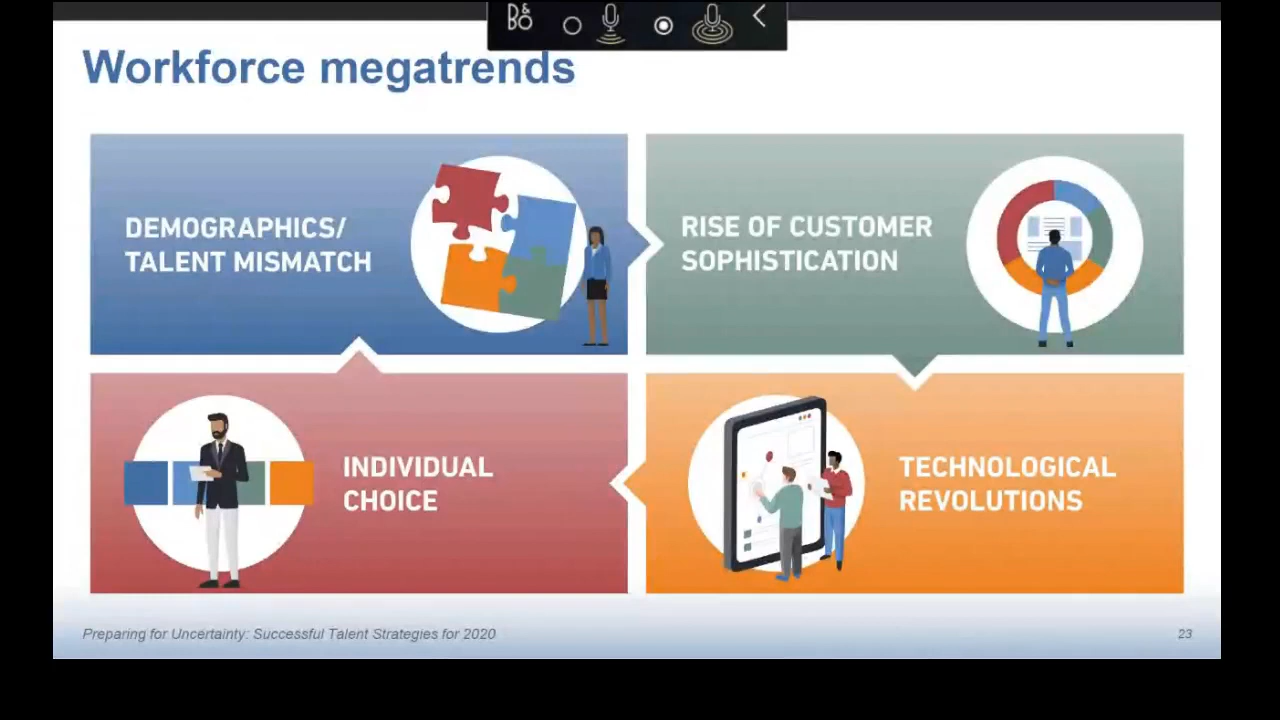 B&O
Workforce megatrends
DEMOGRAPHICS/
TALENT MISMATCH
RISE OF CUSTOMER
SOPHISTICATION
INDIVIDUAL
CHOICE
TECHNOLOGICAL
REVOLUTIONS
Preparing for Uncertainty: Successful Talent Strategies for 2020
23